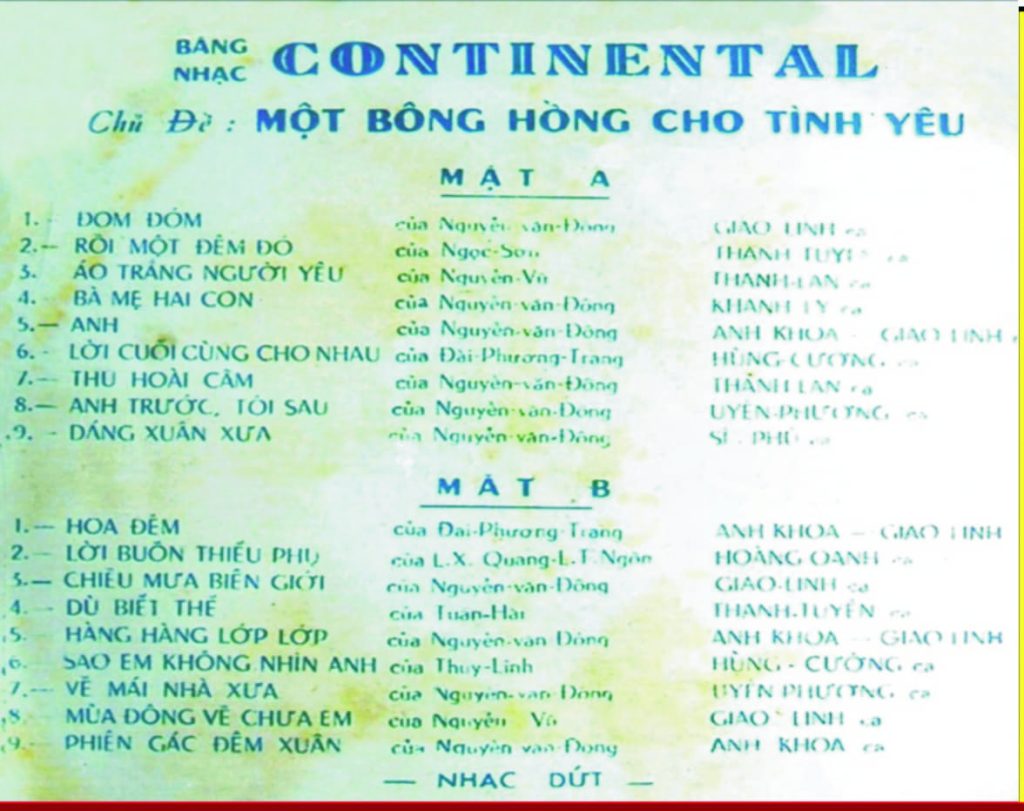 BĂNG NHẠC CONTINENTAL
Chủ Đề : MỘT BÔNG HỒNG CHO TÌNH YÊU
MẶT A
1.- ĐOM ĐÓM của Nguyễn văn-Đông GIAO LINH ca
2.— RỒI MỘT ĐÊM ĐÓ của Ngọc-Sơn THANH TUYỀN ca
3. ÁO TRẮNG NGƯỜI YÊU của Nguyễn-Vũ THANH-LAN ca
4. BÀ MẸ HAI CON của Nguyễn-văn-Đông KHÁNH LY ca
5.— ANH của Nguyễn-văn-Đông ANH KHOA — GIAO LINH
6.- LỜI CUỐI CÙNG CHO NHAU của Đài-Phương-Trang HÙNG-CƯỜNG ca
7.— THU HOÀI CẢM của Nguyễn-văn-Đông THANH LAN ca
8.— ANH TRƯỚC, TÔI SAU của Nguyễn-văn-Đông UYÊN-PHƯƠNG ca
9. - DÁNG XUÂN XƯA của Nguyễn-văn-Đông SĨ PHÚ ca
MẶT B
1.— HOA ĐÊM của Đài-Phương-Trang ANH KHOA — GIAO LINH
2.— LỜI BUỒN THIẾU PHỤ của L.X. Quang-L.T.Ngôn HOÀNG OANH ca
3.— CHIỀU MƯA BIÊN GIỚI của Nguyễn-văn-Đông GIAO-LINH ca
4. — DÙ BIẾT THẾ của Tuấn-Hải THANH-TUYỀN ca
5. — HÀNG HÀNG LỚP LỚP của Nguyễn-văn Đông ANH KHOA — GIAO LINH
6. — SAO EM KHÔNG NHÌN ANH của Thuy-Linh HÙNG - CƯỜNG ca
7.— VỀ MÁI NHÀ XƯA của Nguyễn-văn Đông UYÊN PHƯƠNG ca
8. MÙA ĐÔNG VỀ CHƯA EM của Nguyễn Vũ GIAO LINH ca
9.— PHIÊN GÁC ĐÊM XUÂN của Nguyễn văn-Đông ANH KHOA ca
— NHẠC DỨT —